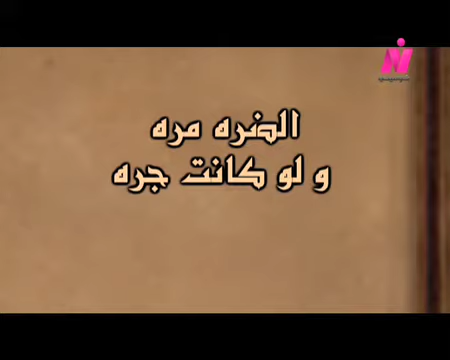 الضره مره
و لو كانت جره